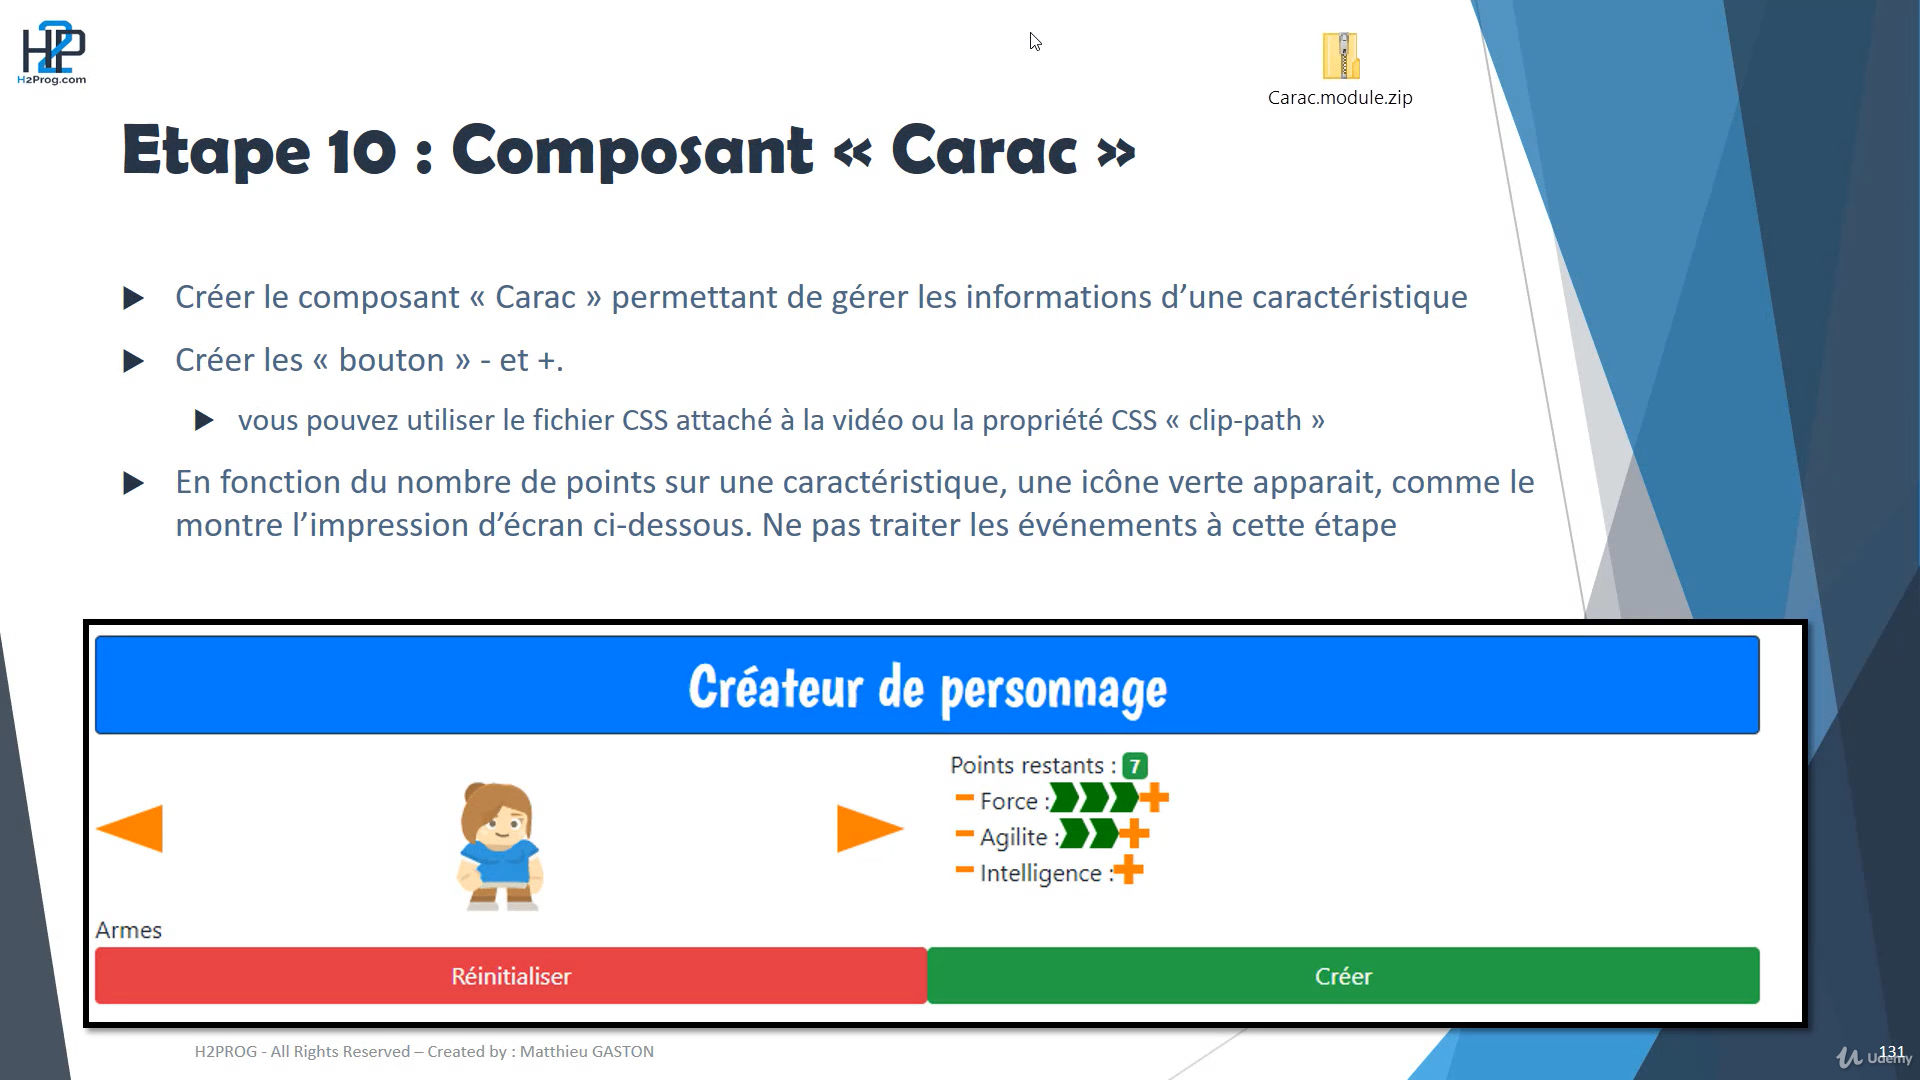 H2P
H2Prog.com
Carac.module.zip
Etape 10 : Composant « Carac »
Créer le composant « Carac » permettant de gérer les informations d’une caractéristique
Créer les « bouton » - et +.
vous pouvez utiliser le fichier CSS attaché à la vidéo ou la propriété CSS « clip-path »
En fonction du nombre de points sur une caractéristique, une icône verte apparait, comme le
montre l’impression d’écran ci-dessous. Ne pas traiter les événements à cette étape
Créateur de personnage
Points restants : 7
Force :
Agilite :
Intelligence :
Armes
Réinitialiser
Créer
H2PROG - All Rights Reserved – Created by : Matthieu GASTON
131
Udemy